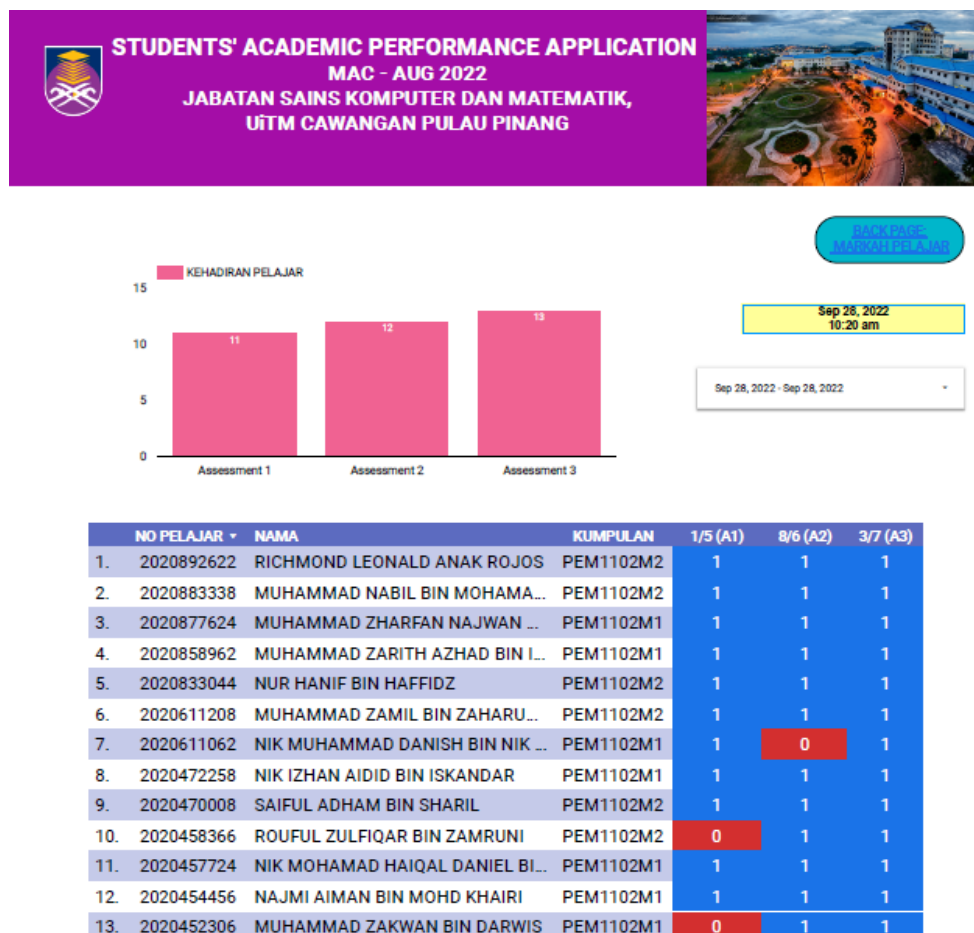 STUDENTS' ACADEMIC PERFORMANCE APPLICATION
MAC - AUG 2022
JABATAN SAINS KOMPUTER DAN MATEMATIK,
UiTM CAWANGAN PULAU PINANG
BACK PAGE:
MARKAH PELAJAR
KEHADIRAN PELAJAR
15
10
5
0
11
12
13
Assessment 1
Assessment 2
Assessment 3
Sep 28, 2022
10:20 am
Sep 28, 2022 - Sep 28, 2022
NO PELAJAR NAMA KUMPULAN 1/5 (A1) 8/6 (A2) 3/7 (A3)
1. 2020892622 RICHMOND LEONALD ANAK ROJOS PEM1102M2 1 1 1
2. 2020883338 MUHAMMAD NABIL BIN MOHAMA... PEM1102M2 1 1 1
3. 2020877624 MUHAMMAD ZHARFAN NAJWAN ... PEM1102M1 1 1 1
4. 2020858962 MUHAMMAD ZARITH AZHAD BIN I... PEM1102M1 1 1 1
5. 2020833044 NUR HANIF BIN HAFFIDZ PEM1102M2 1 1 1
6. 2020611208 MUHAMMAD ZAMIL BIN ZAHARU... PEM1102M2 1 1 1
7. 2020611062 NIK MUHAMMAD DANISH BIN NIK ... PEM1102M1 1 0 1
8. 2020472258 NIK IZHAN AIDID BIN ISKANDAR PEM1102M1 1 1 1
9. 2020470008 SAIFUL ADHAM BIN SHARIL PEM1102M2 1 1 1
10. 2020458366 ROUFUL ZULFIQAR BIN ZAMRUNI PEM1102M2 0 1 1
11. 2020457724 NIK MOHAMAD HAIQAL DANIEL BI... PEM1102M1 1 1 1
12. 2020454456 NAJMI AIMAN BIN MOHD KHAIRI PEM1102M1 1 1 1
13. 2020452306 MUHAMMAD ZAKWAN BIN DARWIS PEM1102M1 0 1 1